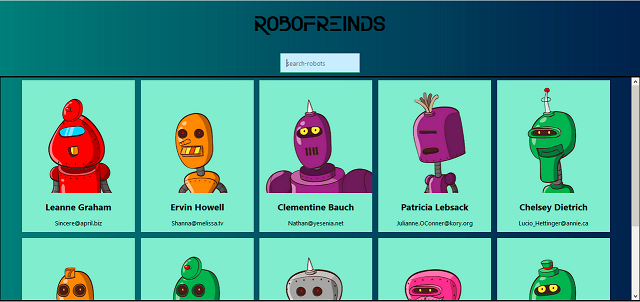 ROBOFREINDS
search-robots
Leanne Graham
Sincere@april.biz
Ervin Howell
Shanna@melissa.tv
Clementine Bauch
Nathan@yesenia.net
Patricia Lebsack
Julianne.OConner@kory.org
Chelsey Dietrich
Lucio_Hettinger@annie.ca